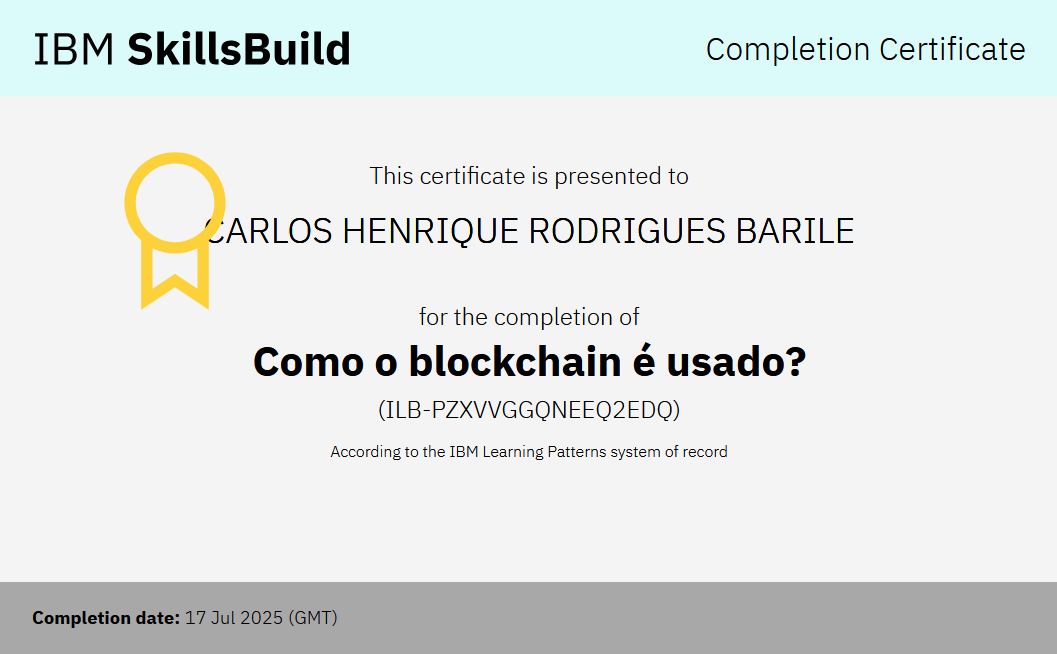 IBM SkillsBuild
Completion Certificate
This certificate is presented to
CARLOS HENRIQUE RODRIGUES BARILE
for the completion of
Como o blockchain é usado?
(ILB-PZXVVGGQNEEQ2EDQ)
According to the IBM Learning Patterns system of record
Completion date: 17 Jul 2025 (GMT)